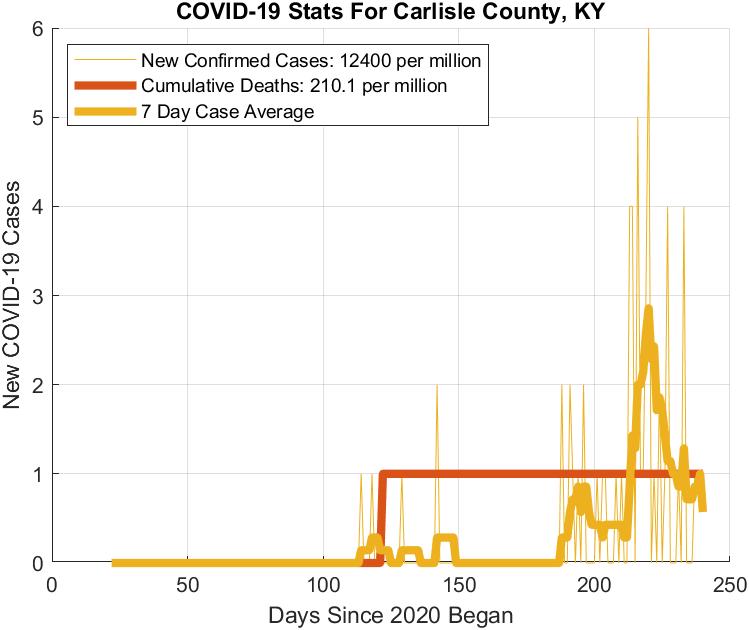 COVID-19 Stats For Carlisle County, KY
New Confirmed Cases: 12400 per million
Cumulative Deaths: 210.1 per million
7 Day Case Average
New COVID-19 Cases
6
5
4
3
2
1
0
0 50 100 150 200 250
Days Since 2020 Began